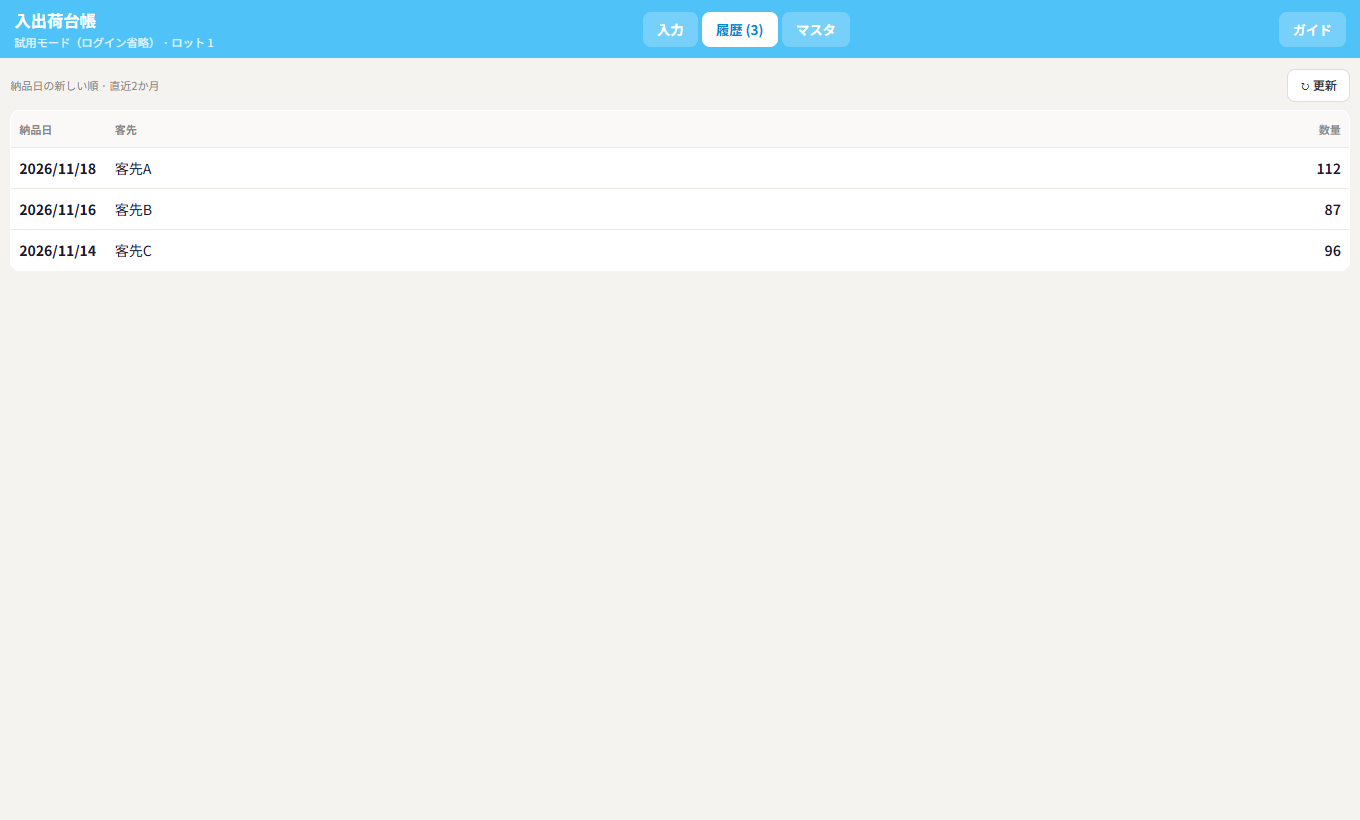 入出荷台帳
試用モード（ログイン省略）・ロット 1
入力 履歴 (3) マスタ ガイド
納品日の新しい順・直近2か月 ↻ 更新
納品日 客先 数量
2026/11/18 客先A 112
2026/11/16 客先B 87
2026/11/14 客先C 96